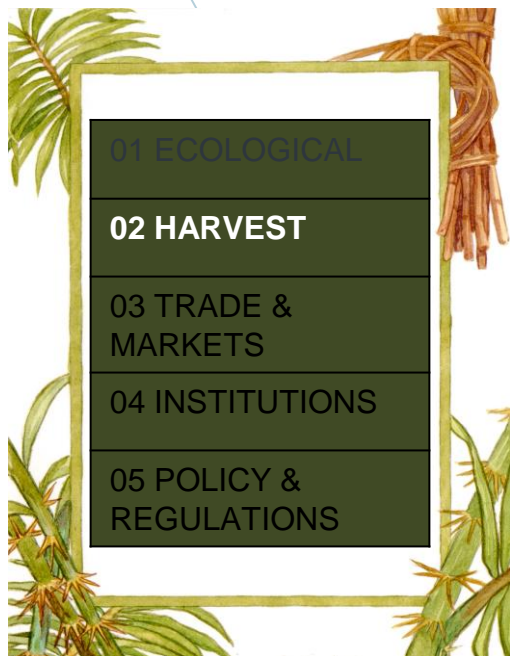 01 ECOLOGICAL
02 HARVEST
03 TRADE &
MARKETS
04 INSTITUTIONS
05 POLICY &
REGULATIONS